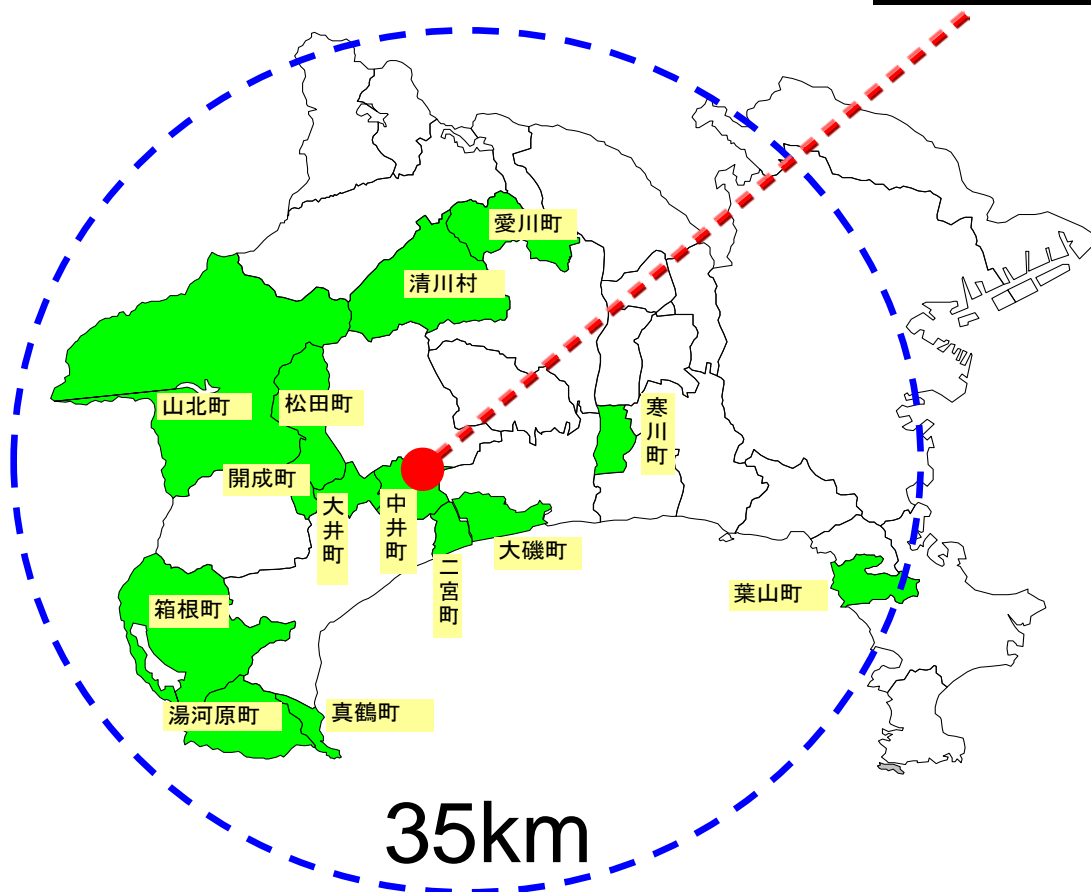 愛川町
清川村
山北町
松田町
寒川町
開成町
大井町
中井町
大磯町
二宮町
葉山町
箱根町
湯河原町
真鶴町
35km